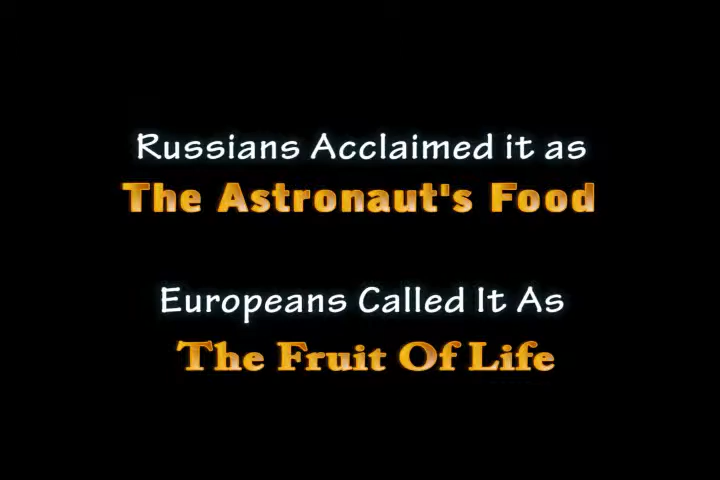 Russians Acclaimed it as
The Astronaut's Food
Europeans Called It As
The Fruit Of Life